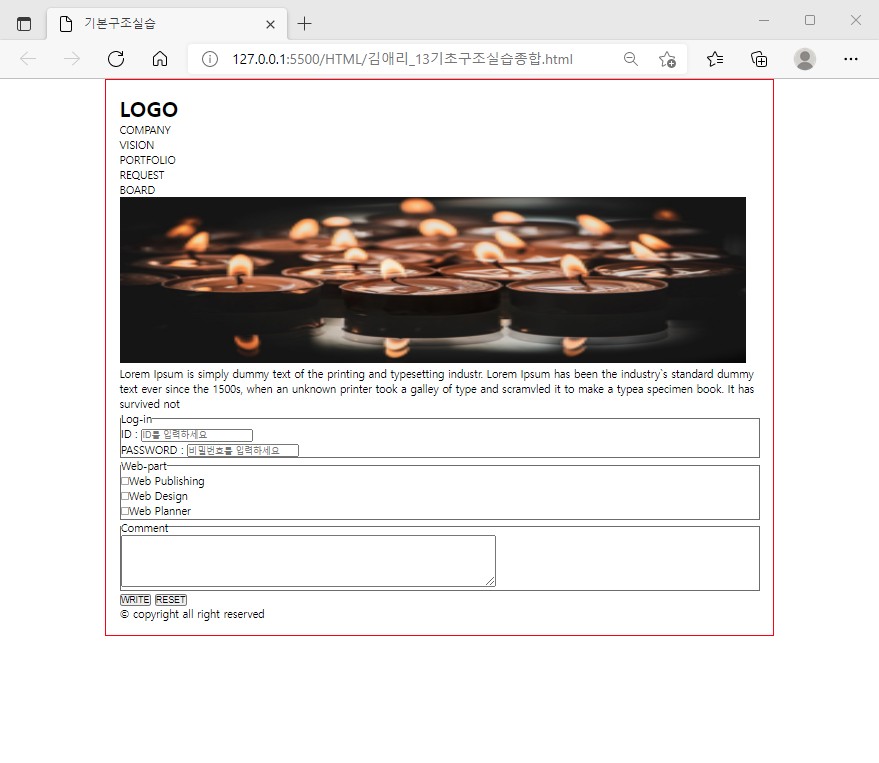 기본구조실습
127.0.0.1:5500/HTML/김애리_13기초구조실습종합.html
LOGO
COMPANY
VISION
PORTFOLIO
REQUEST
BOARD
Lorem Ipsum is simply dummy text of the printing and typesetting industr. Lorem Ipsum has been the industry`s standard dummy
text ever since the 1500s, when an unknown printer took a galley of type and scramvled it to make a typea specimen book. It has
survived not
Log-in
ID : ID를 입력하세요
PASSWORD : 비밀번호를 입력하세요
Web-part
Web Publishing
Web Design
Web Planner
Comment
WRITE RESET
© copyright all right reserved